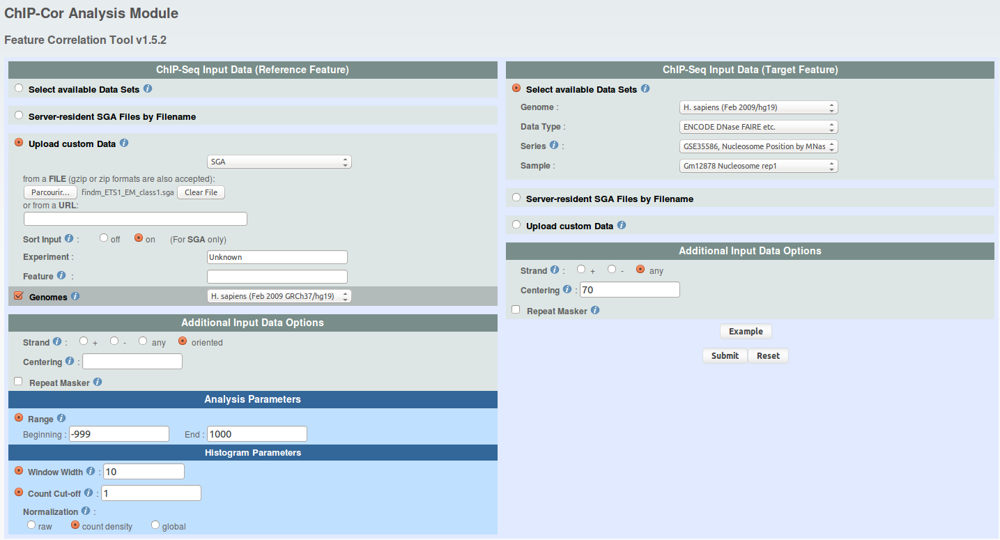 ChIP-Cor Analysis Module
Feature Correlation Tool v1.5.2
ChIP-Seq Input Data (Reference Feature)
Select available Data Sets i
Server-resident SGA Files by Filename
Upload custom Data i
SGA
from a FILE (gzip or zip formats are also accepted):
Parcourir... findm_ETS1_EM_class1.sga Clear File
or from a URL:
Sort Input i : off on (For SGA only)
Experiment : Unknown
Feature i :
Genomes i H. sapiens (Feb 2009 GRCh37/hg19)
Additional Input Data Options
Strand i : + - any oriented
Centering i :
Repeat Masker i
Analysis Parameters
Range i
Beginning : -999 End : 1000
Histogram Parameters
Window Width i : 10
Count Cut-off i : 1
Normalization i :
raw count density global
ChIP-Seq Input Data (Target Feature)
Select available Data Sets i
Genome : H. sapiens (Feb 2009/hg19)
Data Type : ENCODE DNase FAIRE etc.
Series i : GSE35586, Nucleosome Position by MNas
Sample : Gm12878 Nucleosome rep1
Server-resident SGA Files by Filename
Upload custom Data i
Additional Input Data Options
Strand i : + - any
Centering i : 70
Repeat Masker i
Example
Submit Reset